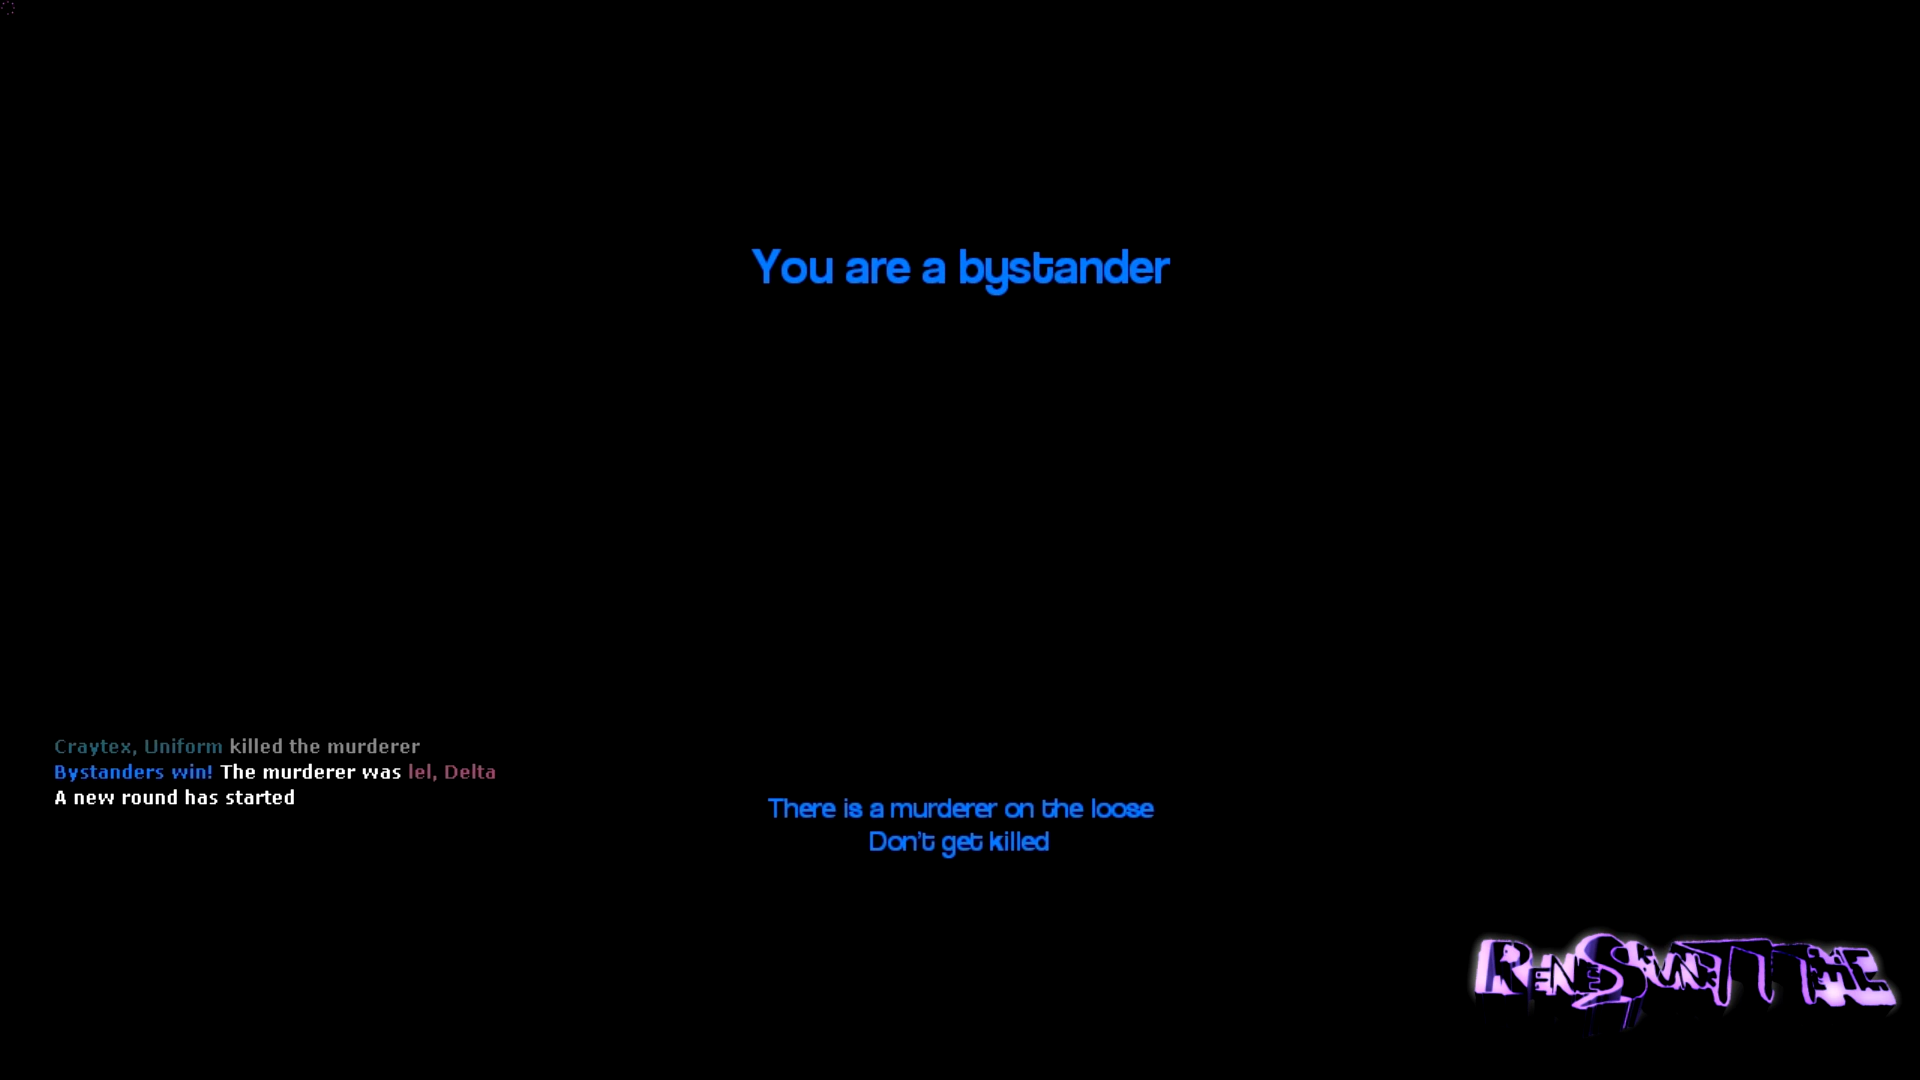 You are a bystander
Craytex, Uniform killed the murderer
Bystanders win! The murderer was lel, Delta
A new round has started
There is a murderer on the loose
Don't get killed